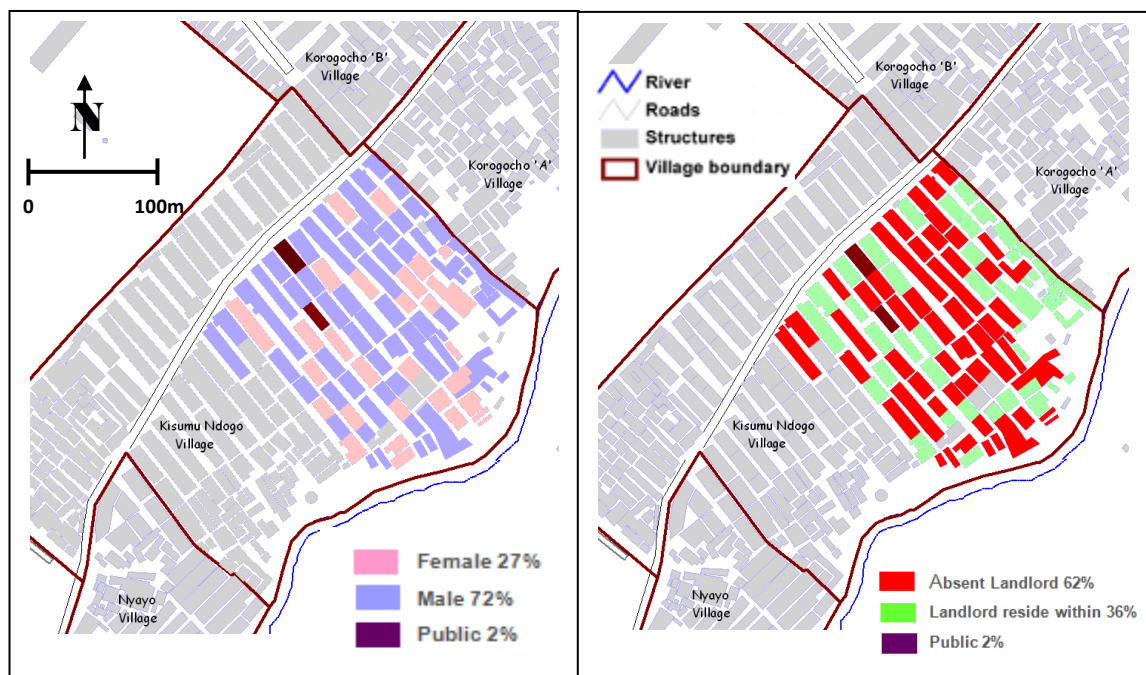 Korogocho 'B'
Village
N
0 100m
Korogocho 'A'
Village
Kisumu Ndogo
Village
Nyayo
Village
Female 27%
Male 72%
Public 2%
River
Roads
Structures
Village boundary
Korogocho 'B'
Village
Korogocho 'A'
Village
Kisumu Ndogo
Village
Nyayo
Village
Absent Landlord 62%
Landlord reside within 36%
Public 2%